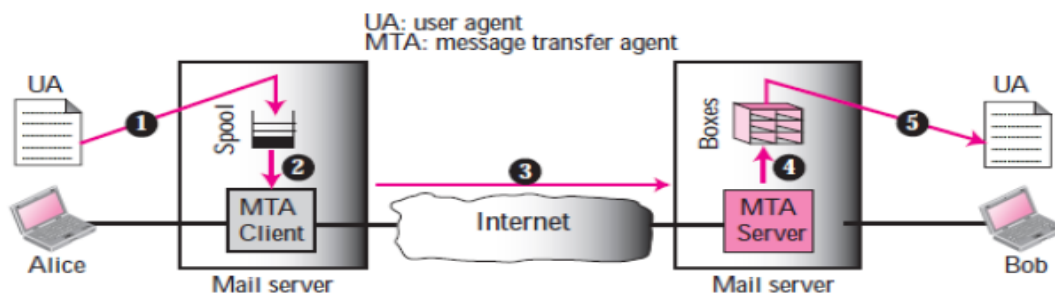 UA: user agent
MTA: message transfer agent
UA
1
Spool
2
MTA
Client
Alice
Mail server
3
Internet
Boxes
4
MTA
Server
Mail server
5
UA
Bob